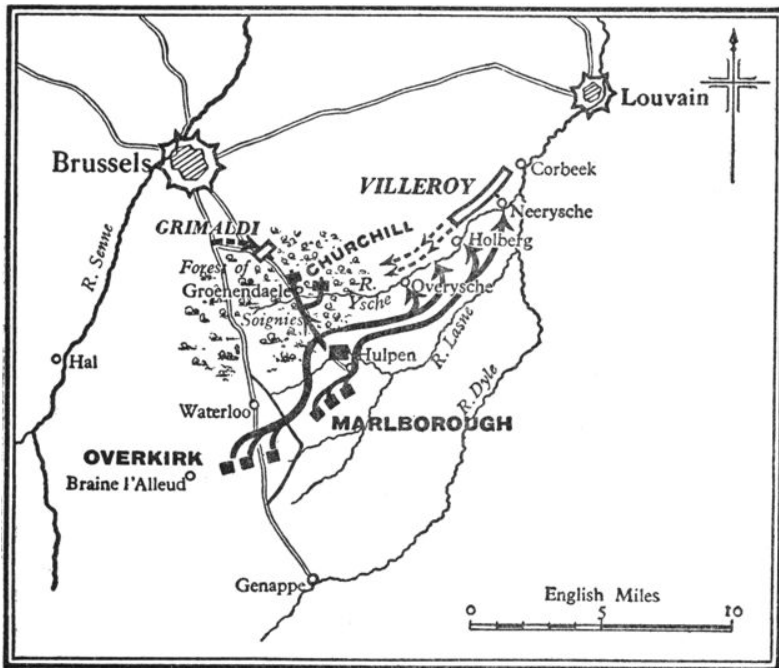 Louvain
Brussels
Corbeek
VILLEROY
Neerysche
GRIMALDI
CHURCHILL
Holberg
R. Senne
Forest of
Groenendaele
R.
Ysche
Overysche
Soignies
R. Lasne
Hulpen
Hal
R. Dyle
Waterloo
MARLBOROUGH
OVERKIRK
Braine l'Alleud
Genappe
English Miles
0 5 10